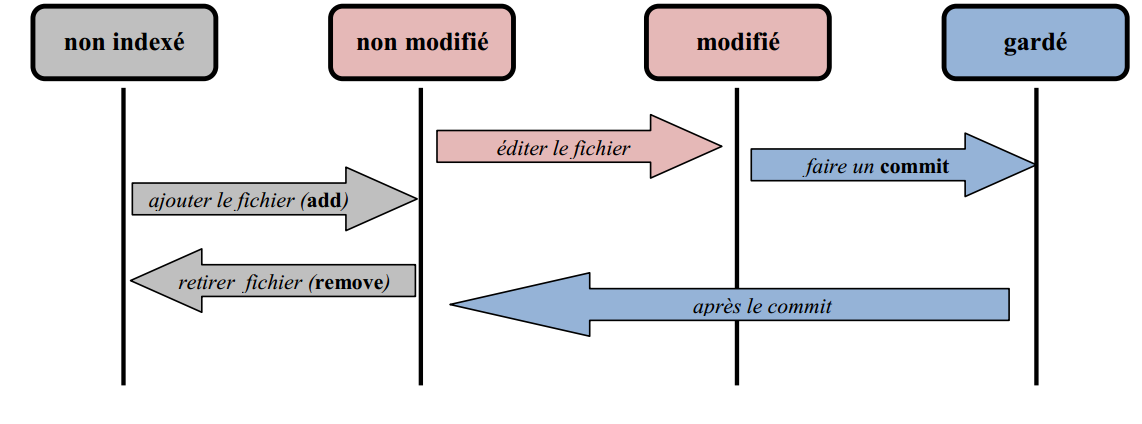 non indexé
non modifié
modifié
gardé
éditer le fichier
faire un commit
ajouter le fichier (add)
retirer fichier (remove)
après le commit